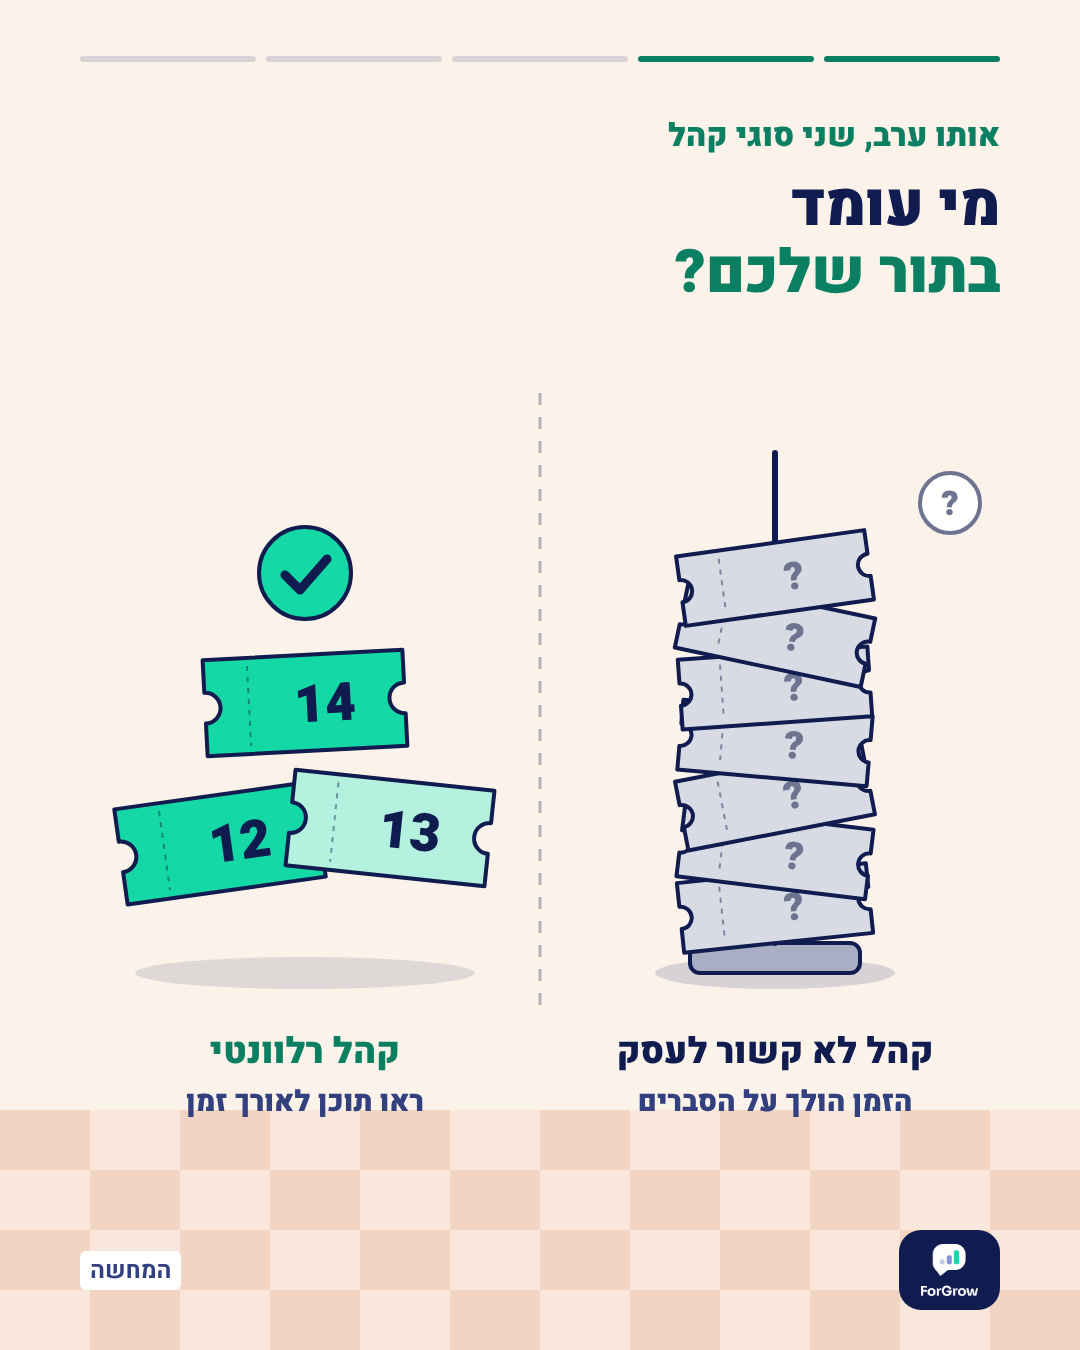 אותו ערב, שני סוגי קהל
מי עומד
בתור שלכם?
?
?
?
?
?
?
?
?
קהל לא קשור לעסק
הזמן הולך על הסברים
14
12
13
קהל רלוונטי
ראו תוכן לאורך זמן
ForGrow
המחשה